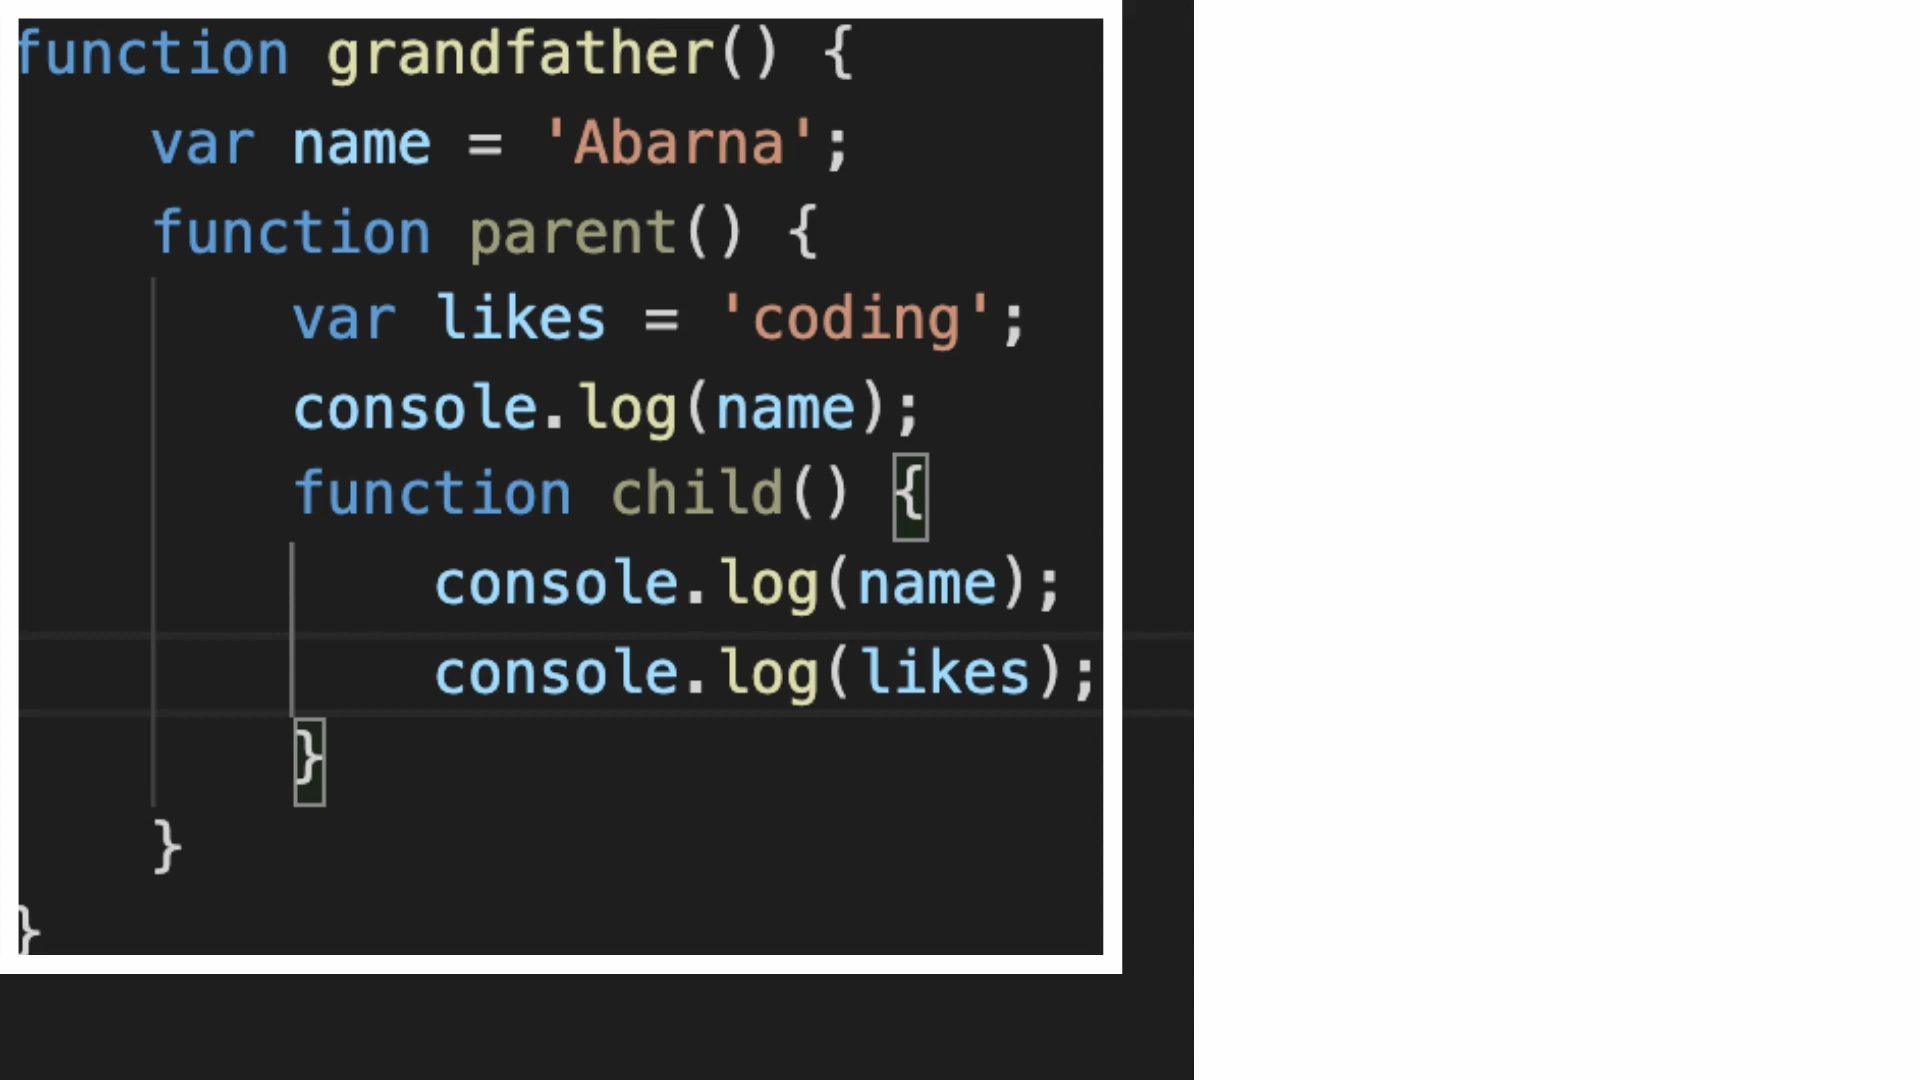 function grandfather() {
    var name = 'Abarna';
    function parent() {
        var likes = 'coding';
        console.log(name);
        function child() {
            console.log(name);
            console.log(likes);
        }
    }
}